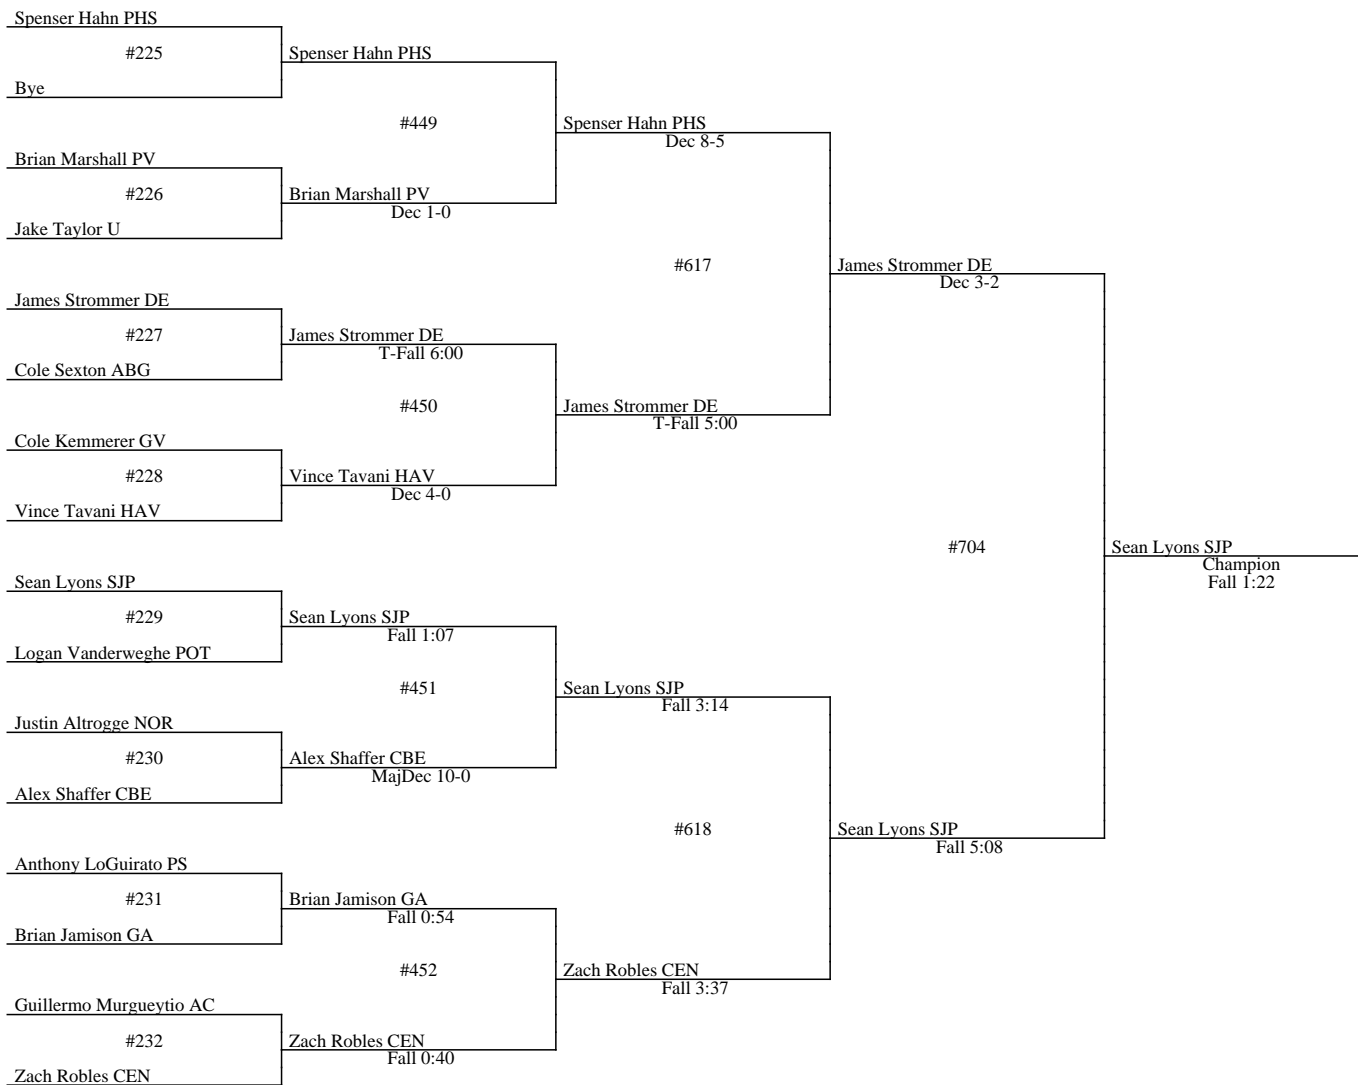 Spenser Hahn PHS
#225
Spenser Hahn PHS
Bye
#449
Spenser Hahn PHS
Dec 8-5
Brian Marshall PV
#226
Brian Marshall PV
Dec 1-0
Jake Taylor U
#617
James Strommer DE
Dec 3-2
James Strommer DE
#227
James Strommer DE
T-Fall 6:00
Cole Sexton ABG
#450
James Strommer DE
T-Fall 5:00
Cole Kemmerer GV
#228
Vince Tavani HAV
Dec 4-0
Vince Tavani HAV
#704
Sean Lyons SJP
Champion
Fall 1:22
Sean Lyons SJP
#229
Sean Lyons SJP
Fall 1:07
Logan Vanderweghe POT
#451
Sean Lyons SJP
Fall 3:14
Justin Altrogge NOR
#230
Alex Shaffer CBE
MajDec 10-0
Alex Shaffer CBE
#618
Sean Lyons SJP
Fall 5:08
Anthony LoGuirato PS
#231
Brian Jamison GA
Fall 0:54
Brian Jamison GA
#452
Zach Robles CEN
Fall 3:37
Guillermo Murgueytio AC
#232
Zach Robles CEN
Fall 0:40
Zach Robles CEN